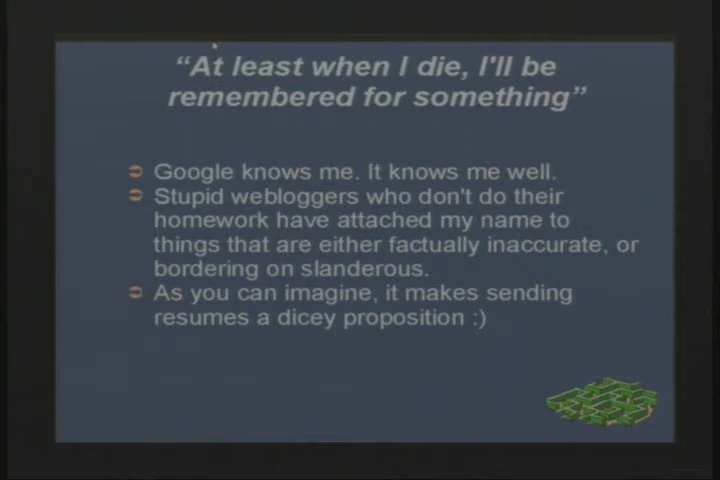 “At least when I die, I'll be
remembered for something”
Google knows me. It knows me well.
Stupid webloggers who don't do their
homework have attached my name to
things that are either factually inaccurate, or
bordering on slanderous.
As you can imagine, it makes sending
resumes a dicey proposition :)